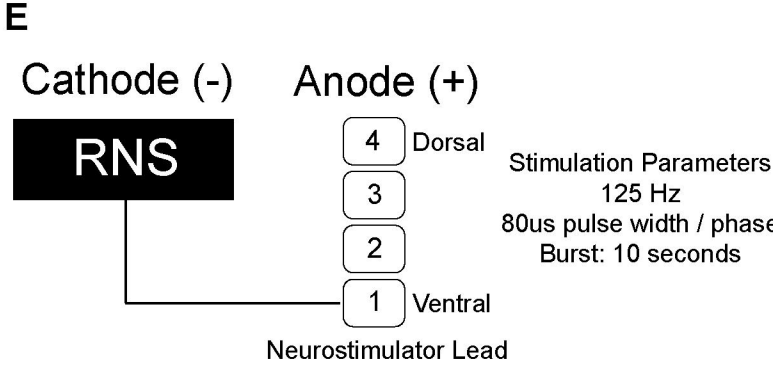 E
Cathode (-)
Anode (+)
RNS
4 Dorsal
3
2
1 Ventral
Stimulation Parameters
125 Hz
80us pulse width / phase
Burst: 10 seconds
Neurostimulator Lead